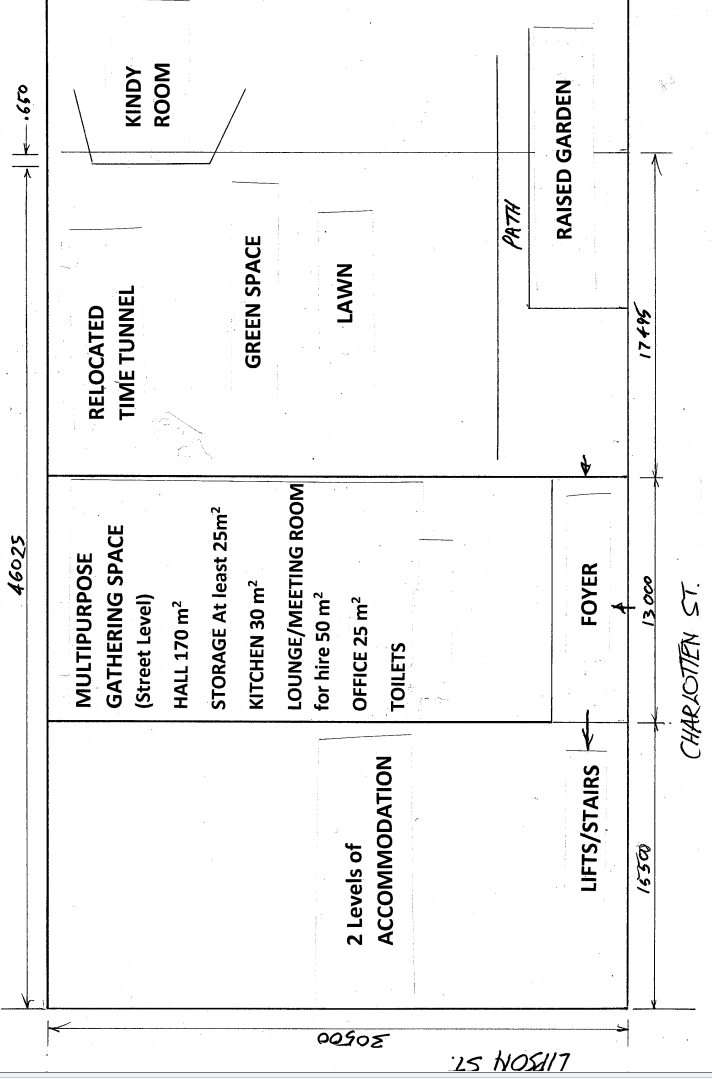 46025
.650
KINDY
ROOM
RELOCATED
TIME TUNNEL
GREEN SPACE
LAWN
PATH
RAISED GARDEN
17495
MULTIPURPOSE
GATHERING SPACE
(Street Level)
HALL 170 m²
STORAGE At least 25m²
KITCHEN 30 m²
LOUNGE/MEETING ROOM
for hire 50 m²
OFFICE 25 m²
TOILETS
FOYER
13000
2 Levels of
ACCOMMODATION
LIFTS/STAIRS
15500
CHARLOTTEN ST.
30500
LIPSON ST.